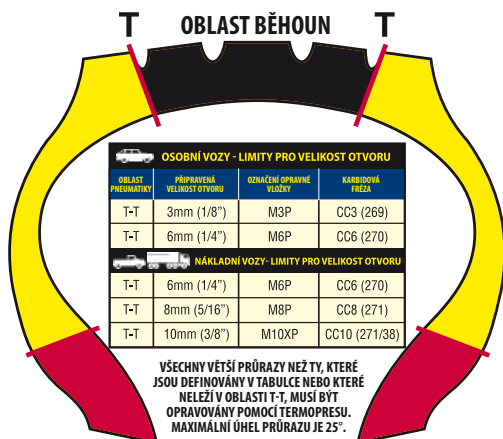 T OBLAST BĚHOUN T
OSOBNÍ VOZY - LIMITY PRO VELIKOST OTVORU
OBLAST PNEUMATIKY PŘIPRAVENÁ VELIKOST OTVORU OZNAČENÍ OPRAVNÉ VLOŽKY KARBIDOVÁ FRÉZA
T-T 3mm (1/8”) M3P CC3 (269)
T-T 6mm (1/4”) M6P CC6 (270)
NÁKLADNÍ VOZY- LIMITY PRO VELIKOST OTVORU
T-T 6mm (1/4”) M6P CC6 (270)
T-T 8mm (5/16”) M8P CC8 (271)
T-T 10mm (3/8”) M10XP CC10 (271/38)
VŠECHNY VĚTŠÍ PRŮRAZY NEŽ TY, KTERÉ
JSOU DEFINOVÁNY V TABULCE NEBO KTERÉ
NELEŽÍ V OBLASTI T-T, MUSÍ BÝT
OPRAVOVÁNY POMOCÍ TERMOPRESU.
MAXIMÁLNÍ ÚHEL PRŮRAZU JE 25°.